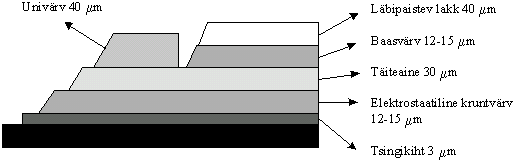 Univärv 40 µm
Läbipaistev lakk 40 µm
Baasvärv 12-15 µm
Täiteaine 30 µm
Elektrostaatiline kruntvärv
12-15 µm
Tsingikiht 3 µm